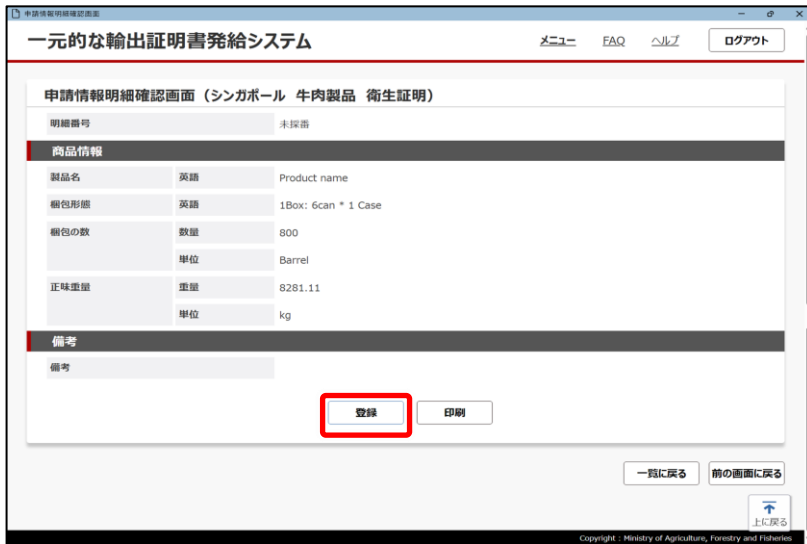 申請情報明細確認画面
一元的な輸出証明書発給システム
メニュー FAQ ヘルプ ログアウト
申請情報明細確認画面（シンガポール 牛肉製品 衛生証明）
明細番号 未採番
商品情報
製品名 英語 Product name
梱包形態 英語 1Box: 6can * 1 Case
梱包の数 数量 800
単位 Barrel
正味重量 重量 8281.11
単位 kg
備考
備考
登録 印刷
一覧に戻る 前の画面に戻る
上に戻る
Copyright : Ministry of Agriculture, Forestry and Fisheries